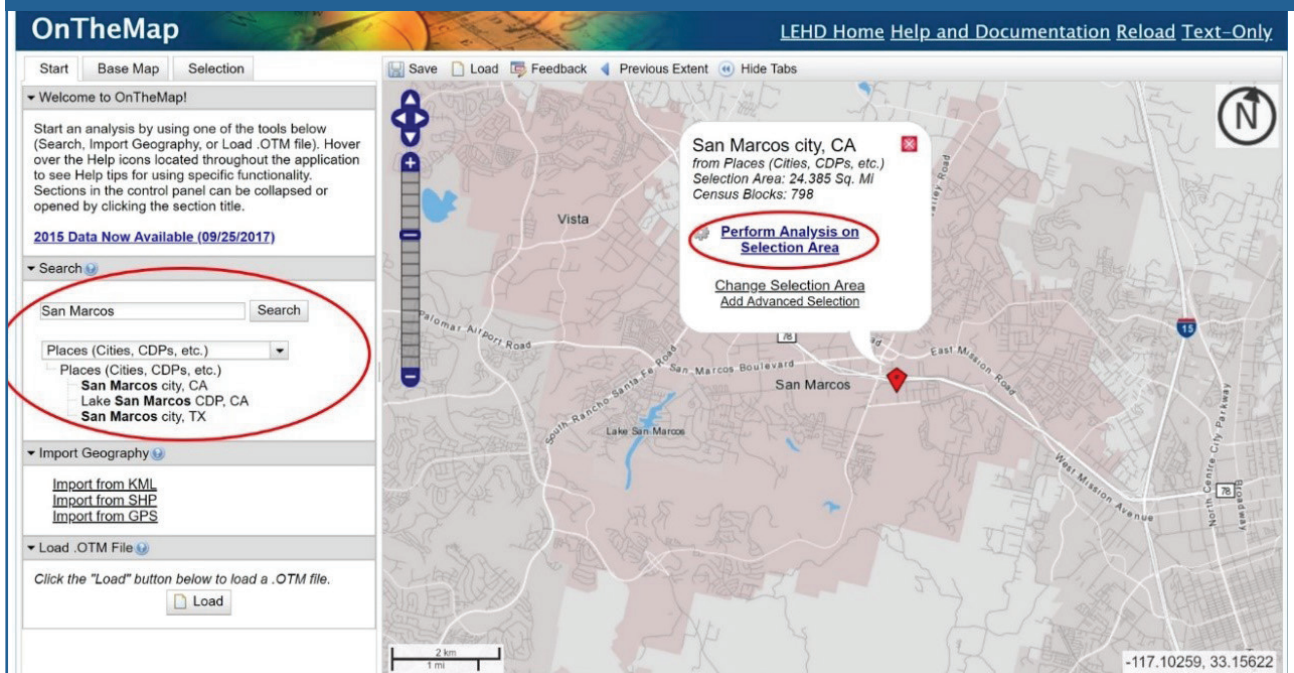 OnTheMap
LEHD Home Help and Documentation Reload Text-Only
Start Base Map Selection
Save Load Feedback Previous Extent Hide Tabs
Welcome to OnTheMap!
Start an analysis by using one of the tools below
(Search, Import Geography, or Load .OTM file). Hover
over the Help icons located throughout the application
to see Help tips for using specific functionality.
Sections in the control panel can be collapsed or
opened by clicking the section title.
2015 Data Now Available (09/25/2017)
Search
San Marcos Search
Places (Cities, CDPs, etc.)
Places (Cities, CDPs, etc.)
San Marcos city, CA
Lake San Marcos CDP, CA
San Marcos city, TX
Import Geography
Import from KML
Import from SHP
Import from GPS
Load .OTM File
Click the "Load" button below to load a .OTM file.
Load
N
San Marcos city, CA
from Places (Cities, CDPs, etc.)
Selection Area: 24.385 Sq. Mi
Census Blocks: 798
Perform Analysis on
Selection Area
Change Selection Area
Add Advanced Selection
Vista
Palomar Airport Road
78
15
East Mission Road
San Marcos Boulevard
San Marcos
South Rancho Santa Fe Road
Lake San Marcos
West Mission Avenue
North Centre City Parkway
78
Broadway
2 km
1 mi
-117.10259, 33.15622